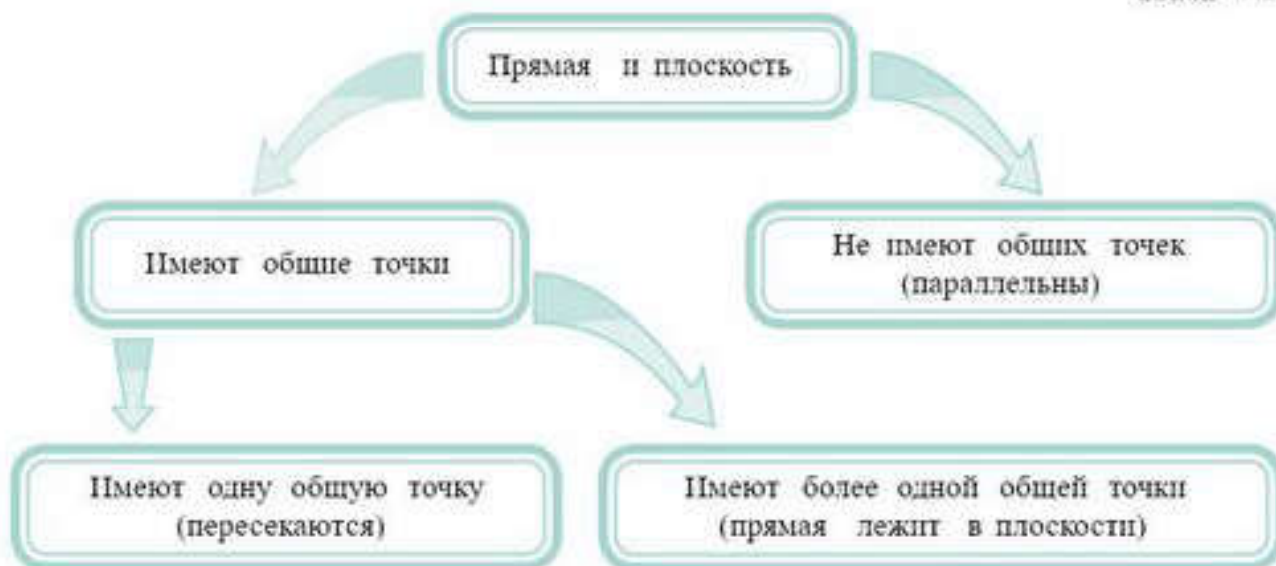 Прямая и плоскость
Имеют общие точки
Не имеют общих точек
(параллельны)
Имеют одну общую точку
(пересекаются)
Имеют более одной общей точки
(прямая лежит в плоскости)